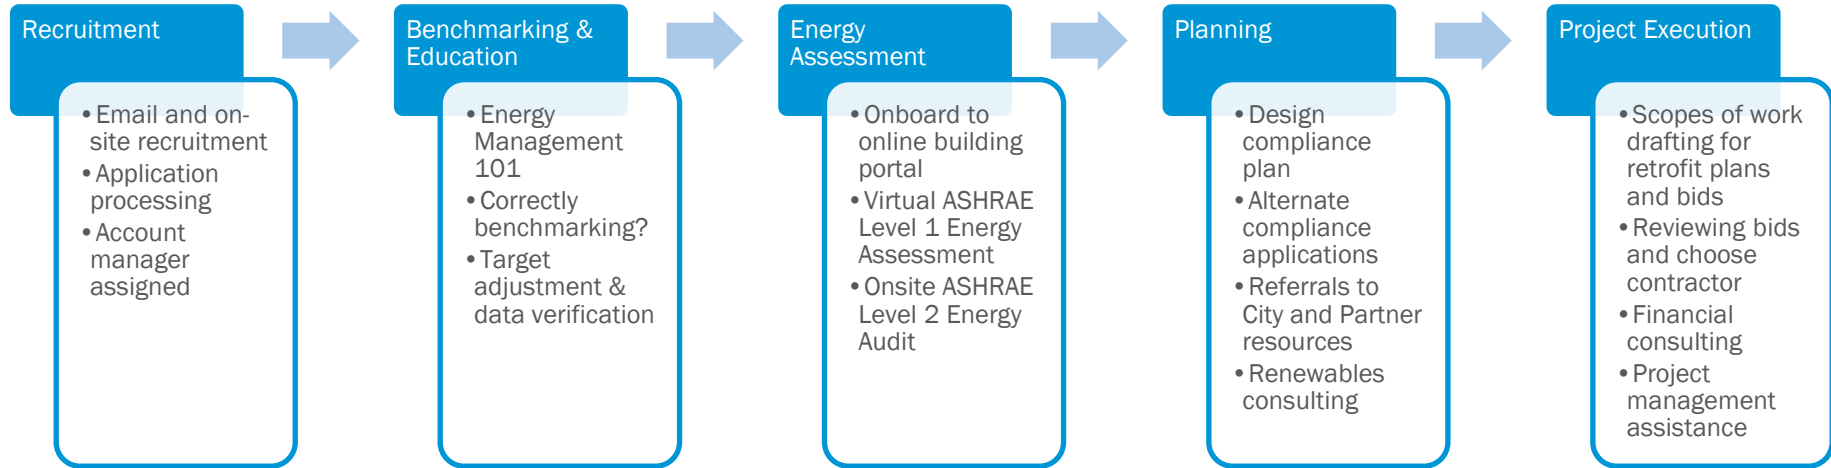 Recruitment
• Email and on-
site recruitment
• Application
processing
• Account
manager
assigned
Benchmarking &
Education
• Energy
Management
101
• Correctly
benchmarking?
• Target
adjustment &
data verification
Energy
Assessment
• Onboard to
online building
portal
• Virtual ASHRAE
Level 1 Energy
Assessment
• Onsite ASHRAE
Level 2 Energy
Audit
Planning
• Design
compliance
plan
• Alternate
compliance
applications
• Referrals to
City and Partner
resources
• Renewables
consulting
Project Execution
• Scopes of work
drafting for
retrofit plans
and bids
• Reviewing bids
and choose
contractor
• Financial
consulting
• Project
management
assistance